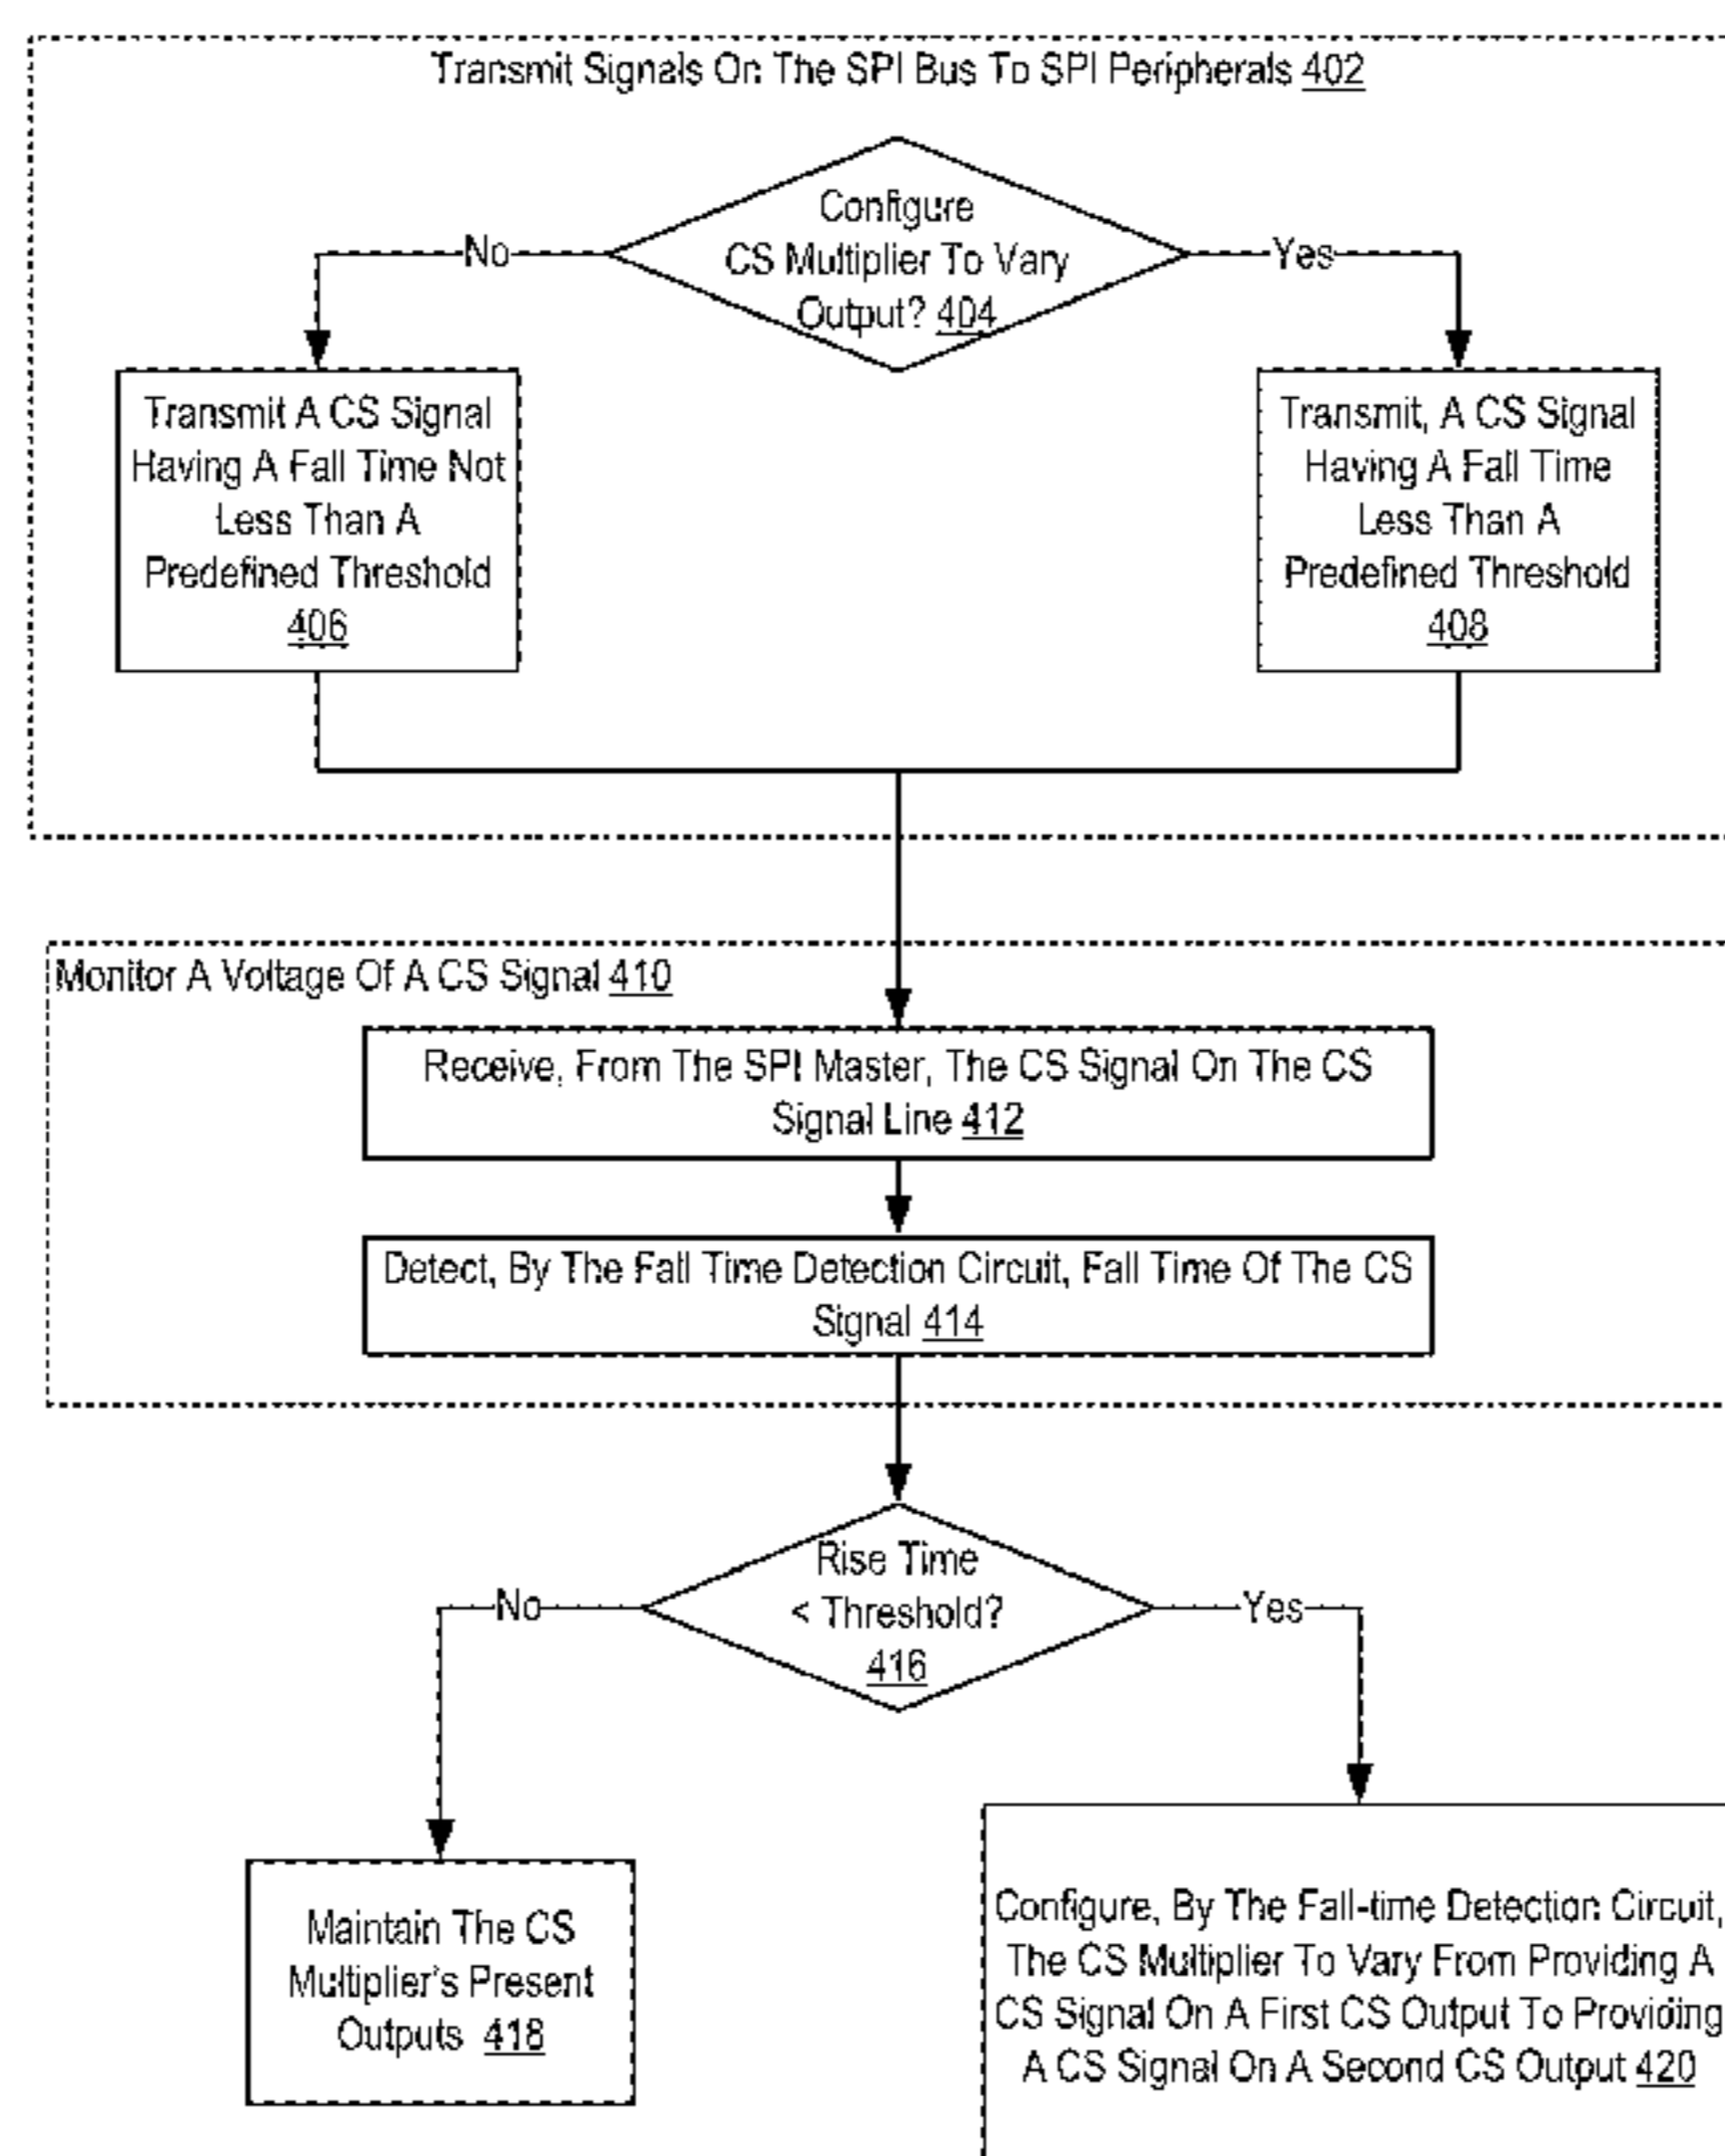 Transmit Signals On The SPI Bus To SPI Peripherals 402
Configure
CS Multiplier To Vary
Output? 404
No
Yes
Transmit A CS Signal
Having A Fall Time Not
Less Than A
Predefined Threshold
406
Transmit, A CS Signal
Having A Fall Time
Less Than A
Predefined Threshold
408
Monitor A Voltage Of A CS Signal 410
Receive, From The SPI Master, The CS Signal On The CS
Signal Line 412
Detect, By The Fall Time Detection Circuit, Fall Time Of The CS
Signal 414
Rise Time
< Threshold?
416
No
Yes
Maintain The CS
Multiplier's Present
Outputs 418
Configure, By The Fall-time Detection Circuit,
The CS Multiplier To Vary From Providing A
CS Signal On A First CS Output To Providing
A CS Signal On A Second CS Output 420